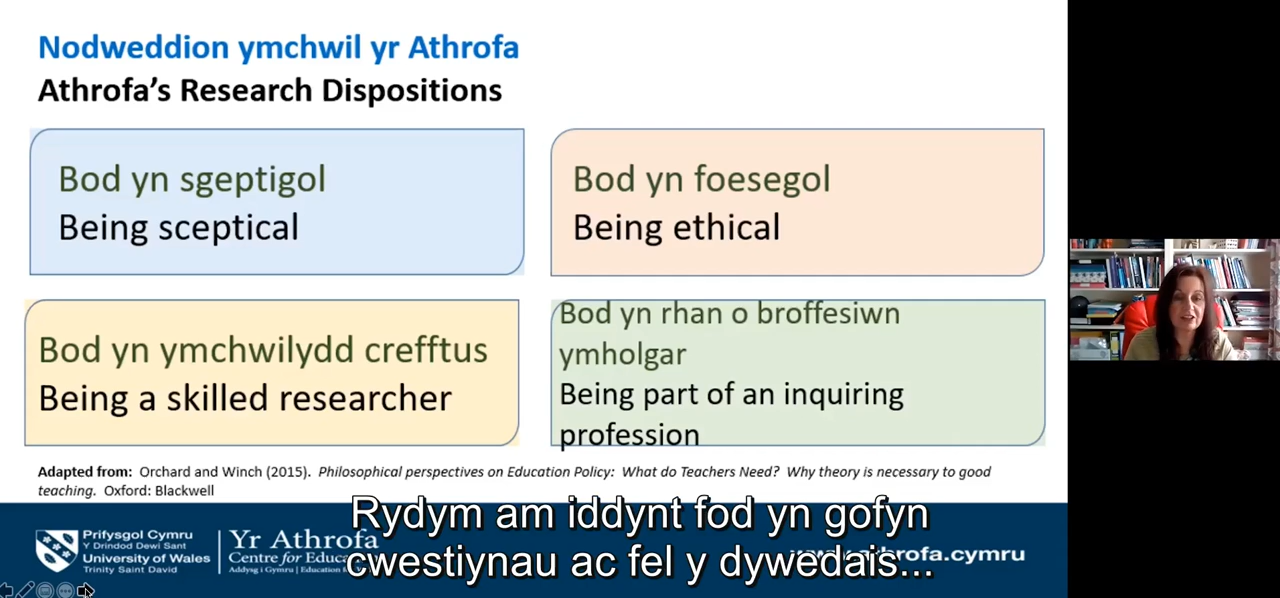 Nodweddion ymchwil yr Athrofa
Athrofa's Research Dispositions
Bod yn sgeptigol
Being sceptical
Bod yn foesegol
Being ethical
Bod yn ymchwilydd crefftus
Being a skilled researcher
Bod yn rhan o broffesiwn
ymholgar
Being part of an inquiring
profession
Adapted from: Orchard and Winch (2015). Philosophical perspectives on Education Policy: What do Teachers Need? Why theory is necessary to good
teaching. Oxford: Blackwell
Rydym am iddynt fod yn gofyn
cwestiynau ac fel y dywedais...
Prifysgol Cymru
Y Drindod Dewi Sant
University of Wales
Trinity Saint David
Yr Athrofa
Centre for
Addysg i Gymru | Education for